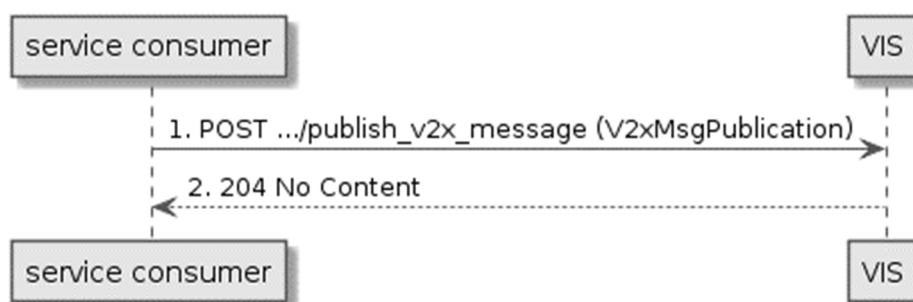 service consumer
VIS
1. POST .../publish_v2x_message (V2xMsgPublication)
2. 204 No Content
service consumer
VIS